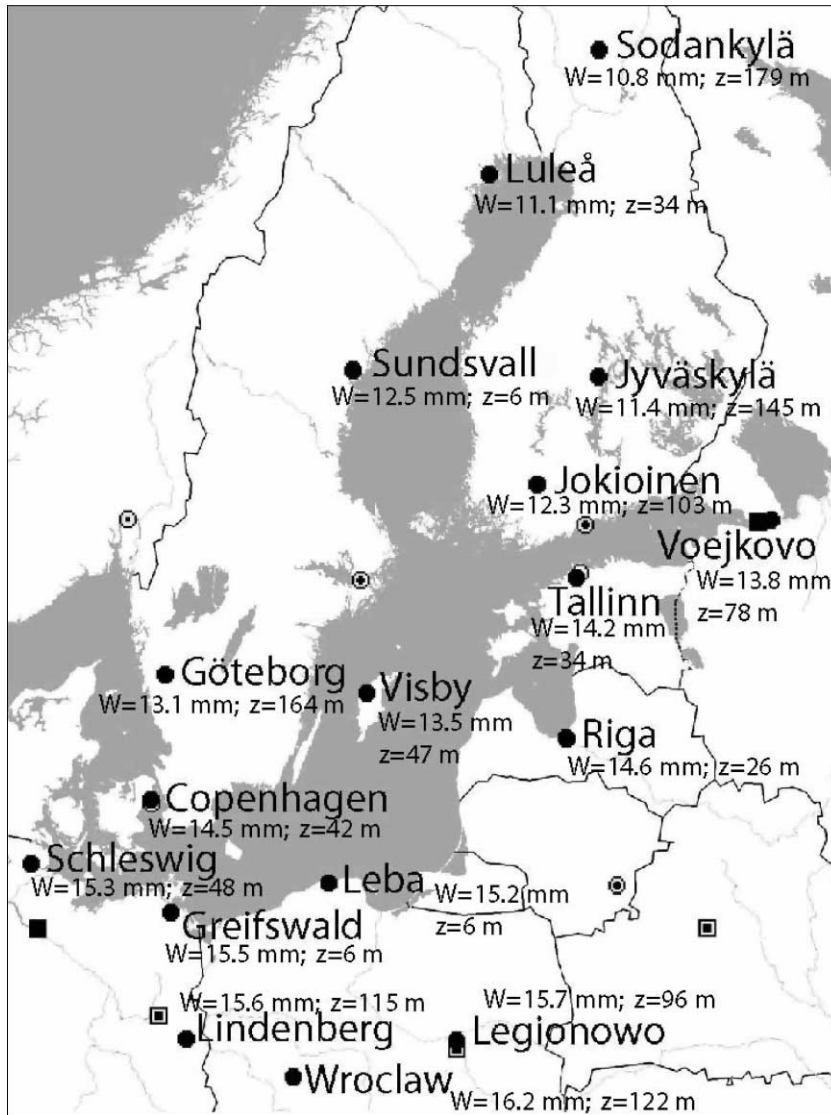 Sodankylä
W=10.8 mm; z=179 m
Luleå
W=11.1 mm; z=34 m
Sundsvall
W=12.5 mm; z=6 m
Jyväskylä
W=11.4 mm; z=145 m
Jokioinen
W=12.3 mm; z=103 m
Voejkovo
W=13.8 mm
z=78 m
Tallinn
W=14.2 mm
z=34 m
Göteborg
W=13.1 mm; z=164 m
Visby
W=13.5 mm
z=47 m
Riga
W=14.6 mm; z=26 m
Copenhagen
W=14.5 mm; z=42 m
Schleswig
W=15.3 mm; z=48 m
Leba
W=15.2 mm
z=6 m
Greifswald
W=15.5 mm; z=6 m
W=15.6 mm; z=115 m
Lindenberg
W=15.7 mm; z=96 m
Legionowo
Wroclaw
W=16.2 mm; z=122 m